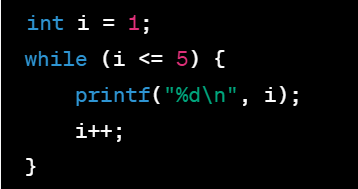 int i = 1;
while (i <= 5) {
    printf("%d\n", i);
    i++;
}